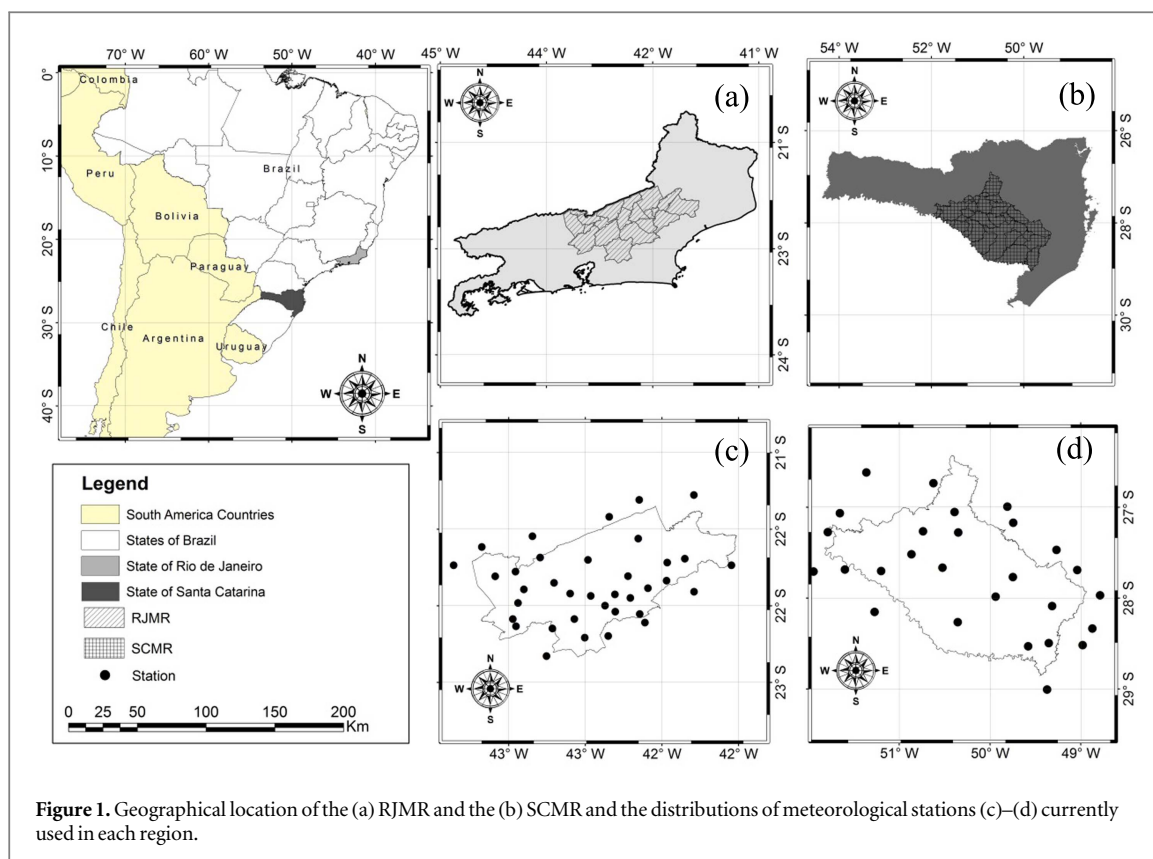 70° W 60° W 50° W 40° W
0°
10° S
20° S
30° S
40° S
Colombia
Peru
Brazil
Bolivia
Paraguay
Chile
Argentina
Uruguay
N
W E
S
45° W 44° W 42° W 41° W
(a)
N
W E
S
21° S
23° S
24° S
54° W 52° W 50° W
(b)
N
W E
S
26° S
28° S
30° S
Legend
South America Countries
States of Brazil
State of Rio de Janeiro
State of Santa Catarina
RJMR
SCMR
Station
0 25 50 100 150 200
Km
(c)
21° S
22° S
22° S
23° S
N
W E
S
43° W 43° W 42° W 42° W
(d)
27° S
28° S
29° S
N
W E
S
51° W 50° W 49° W
Figure 1. Geographical location of the (a) RJMR and the (b) SCMR and the distributions of meteorological stations (c)–(d) currently
used in each region.